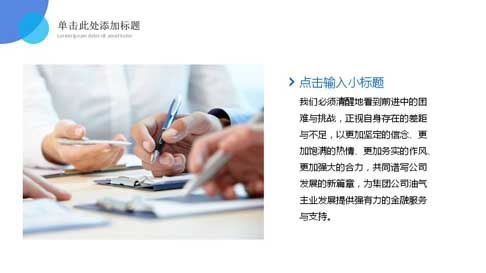 单击此处添加标题
Lorem ipsum dolor sit amet tortor
点击输入小标题
我们必须清醒地看到前进中的困
难与挑战，正视自身存在的差距
与不足，以更加坚定的信念、更
加饱满的热情、更加务实的作风、
更加强大的合力，共同谱写公司
发展的新篇章，为集团公司油气
主业发展提供强有力的金融服务
与支持。